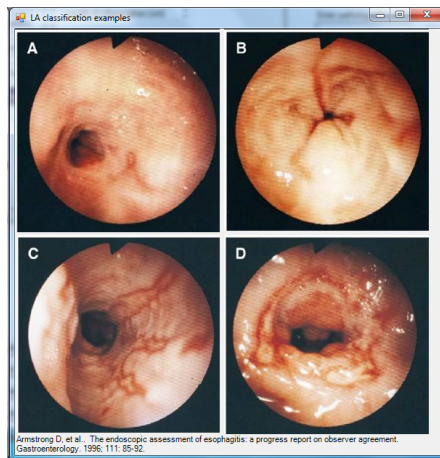 LA classification examples
A
B
C
D
Armstrong D, et al.. The endoscopic assessment of esophagitis: a progress report on observer agreement.
Gastroenterology. 1996; 111: 85-92.